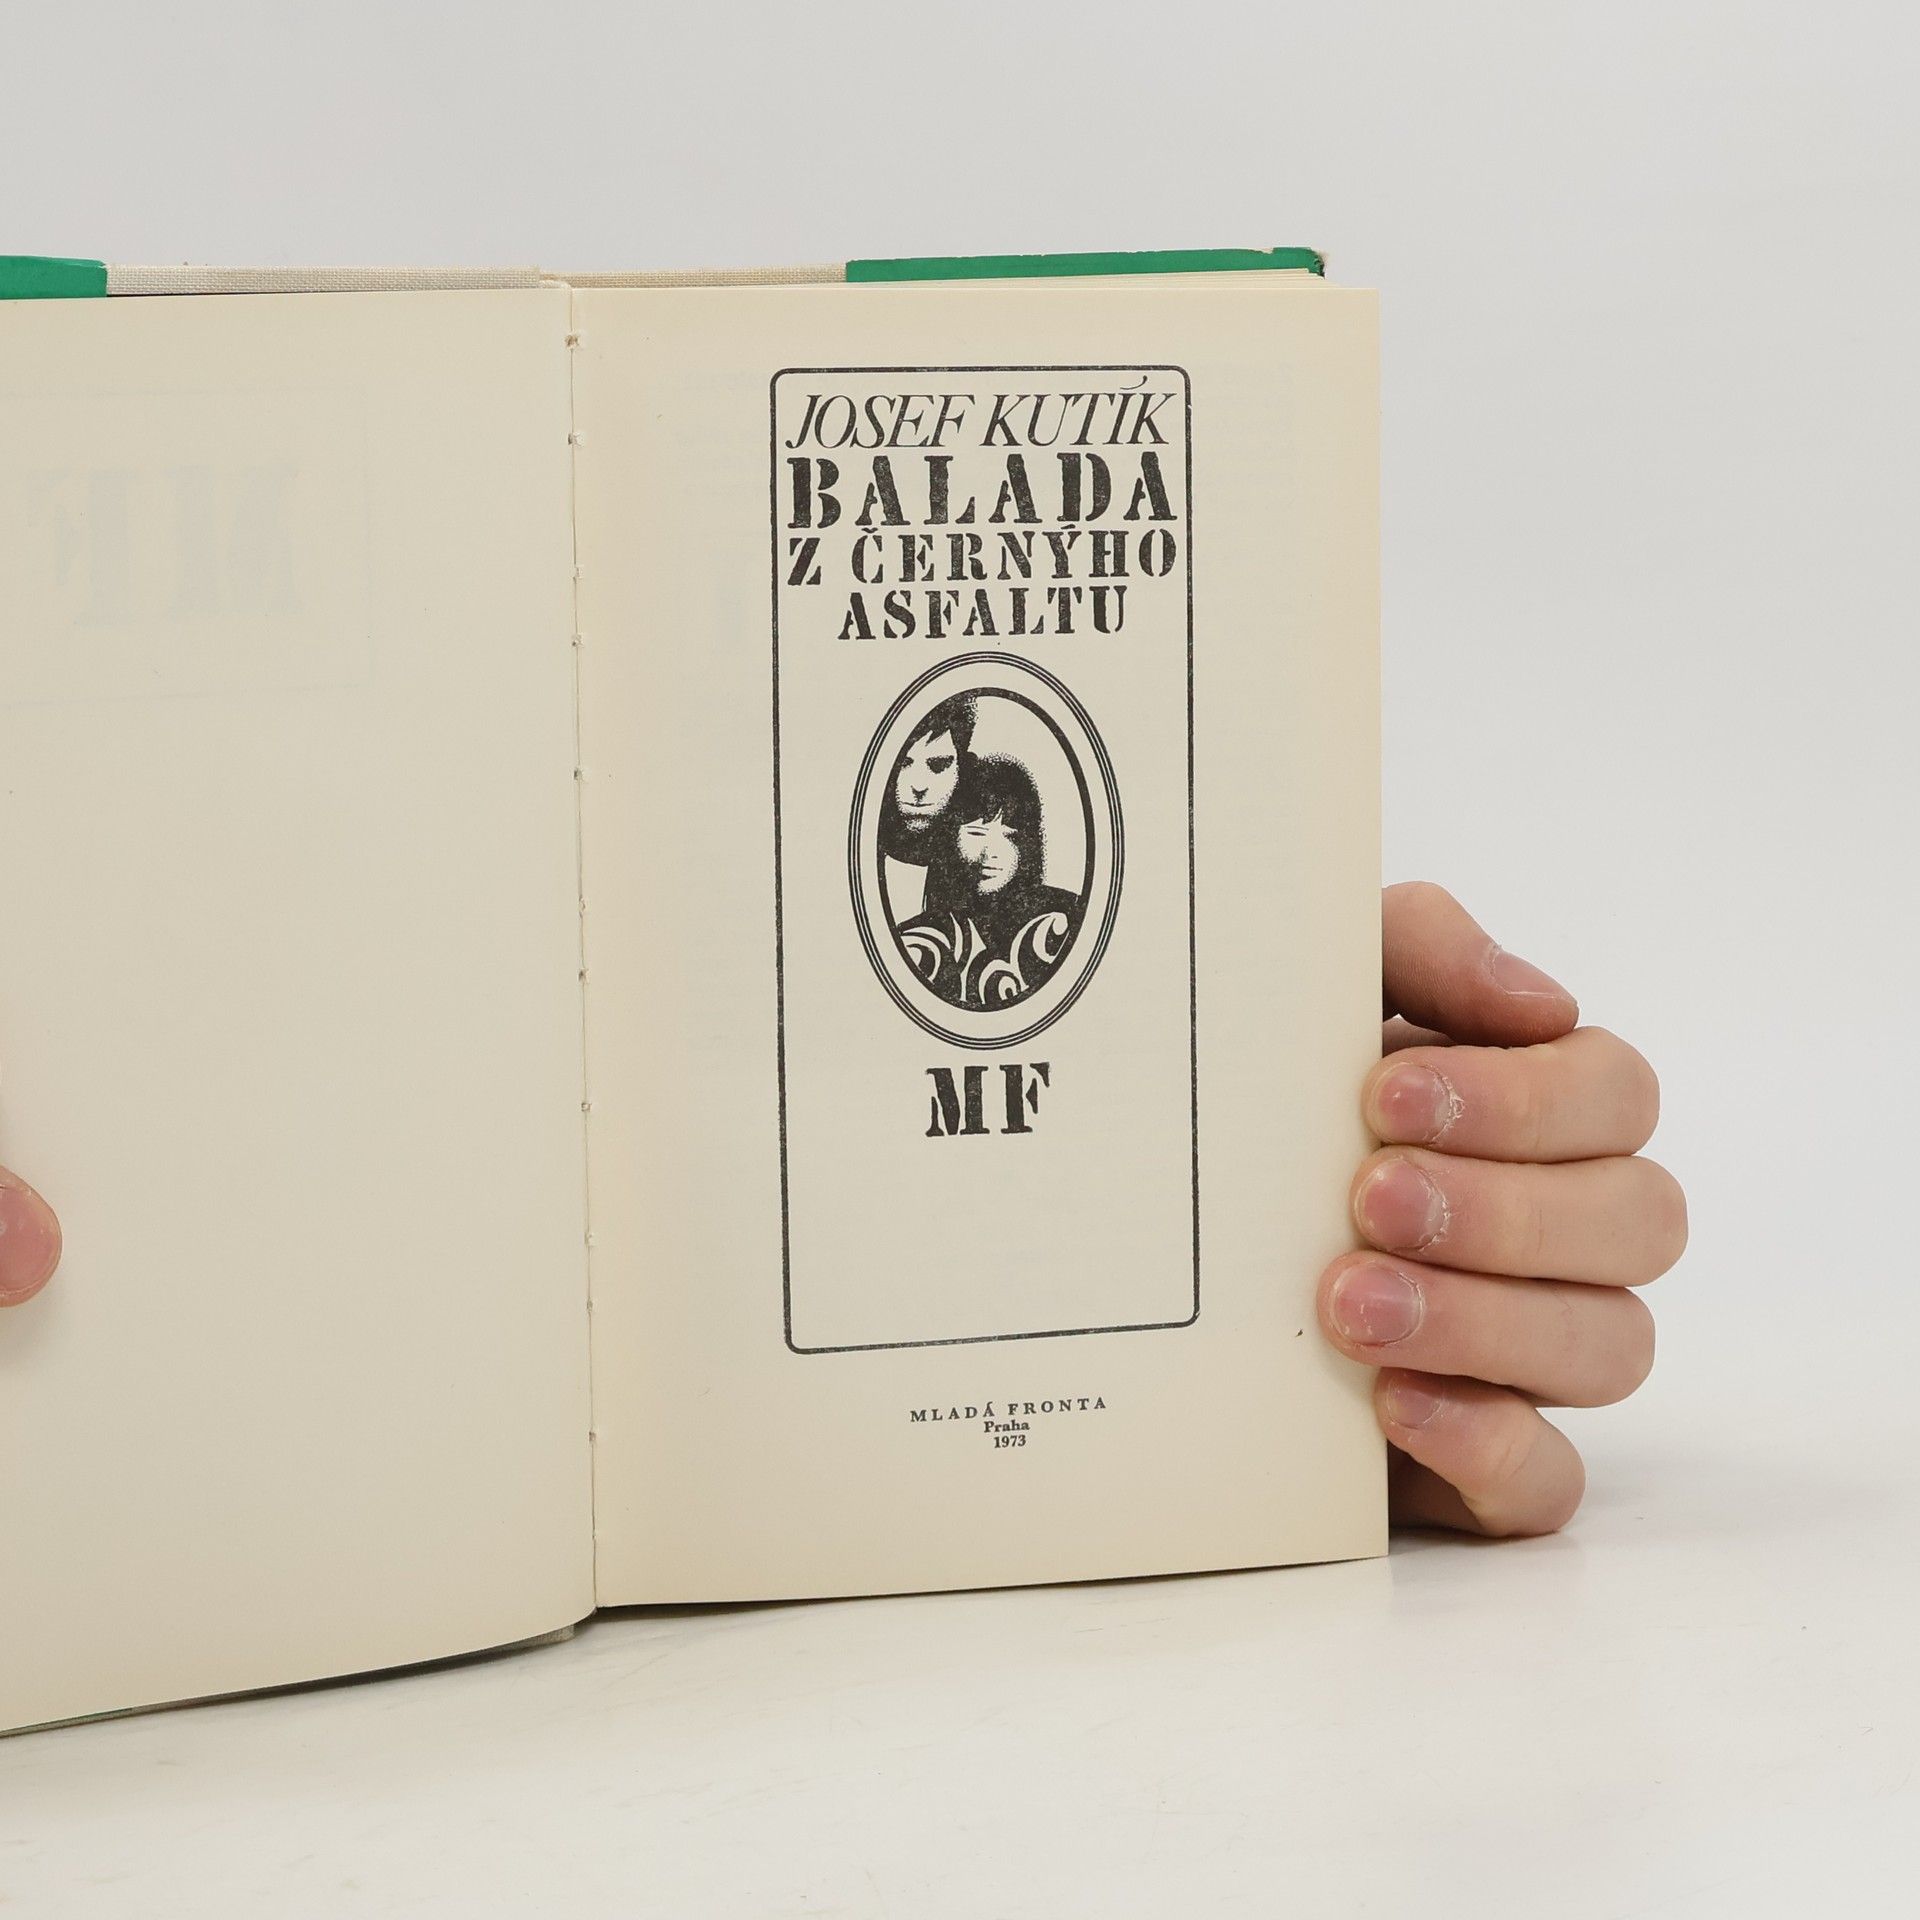 JOSEF KUTÍK
BALADA
Z ČERNÝHO
ASFALTU
MF
MLADÁ FRONTA
Praha
1973